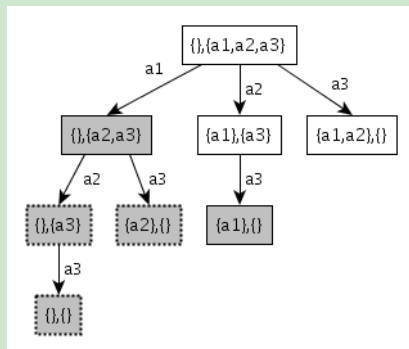 {},{a1,a2,a3}
a1
a2
a3
{},{a2,a3}
{a1},{a3}
{a1,a2},{}
a2
a3
a3
{},{a3}
{a2},{}
{a1},{}
a3
{},{}